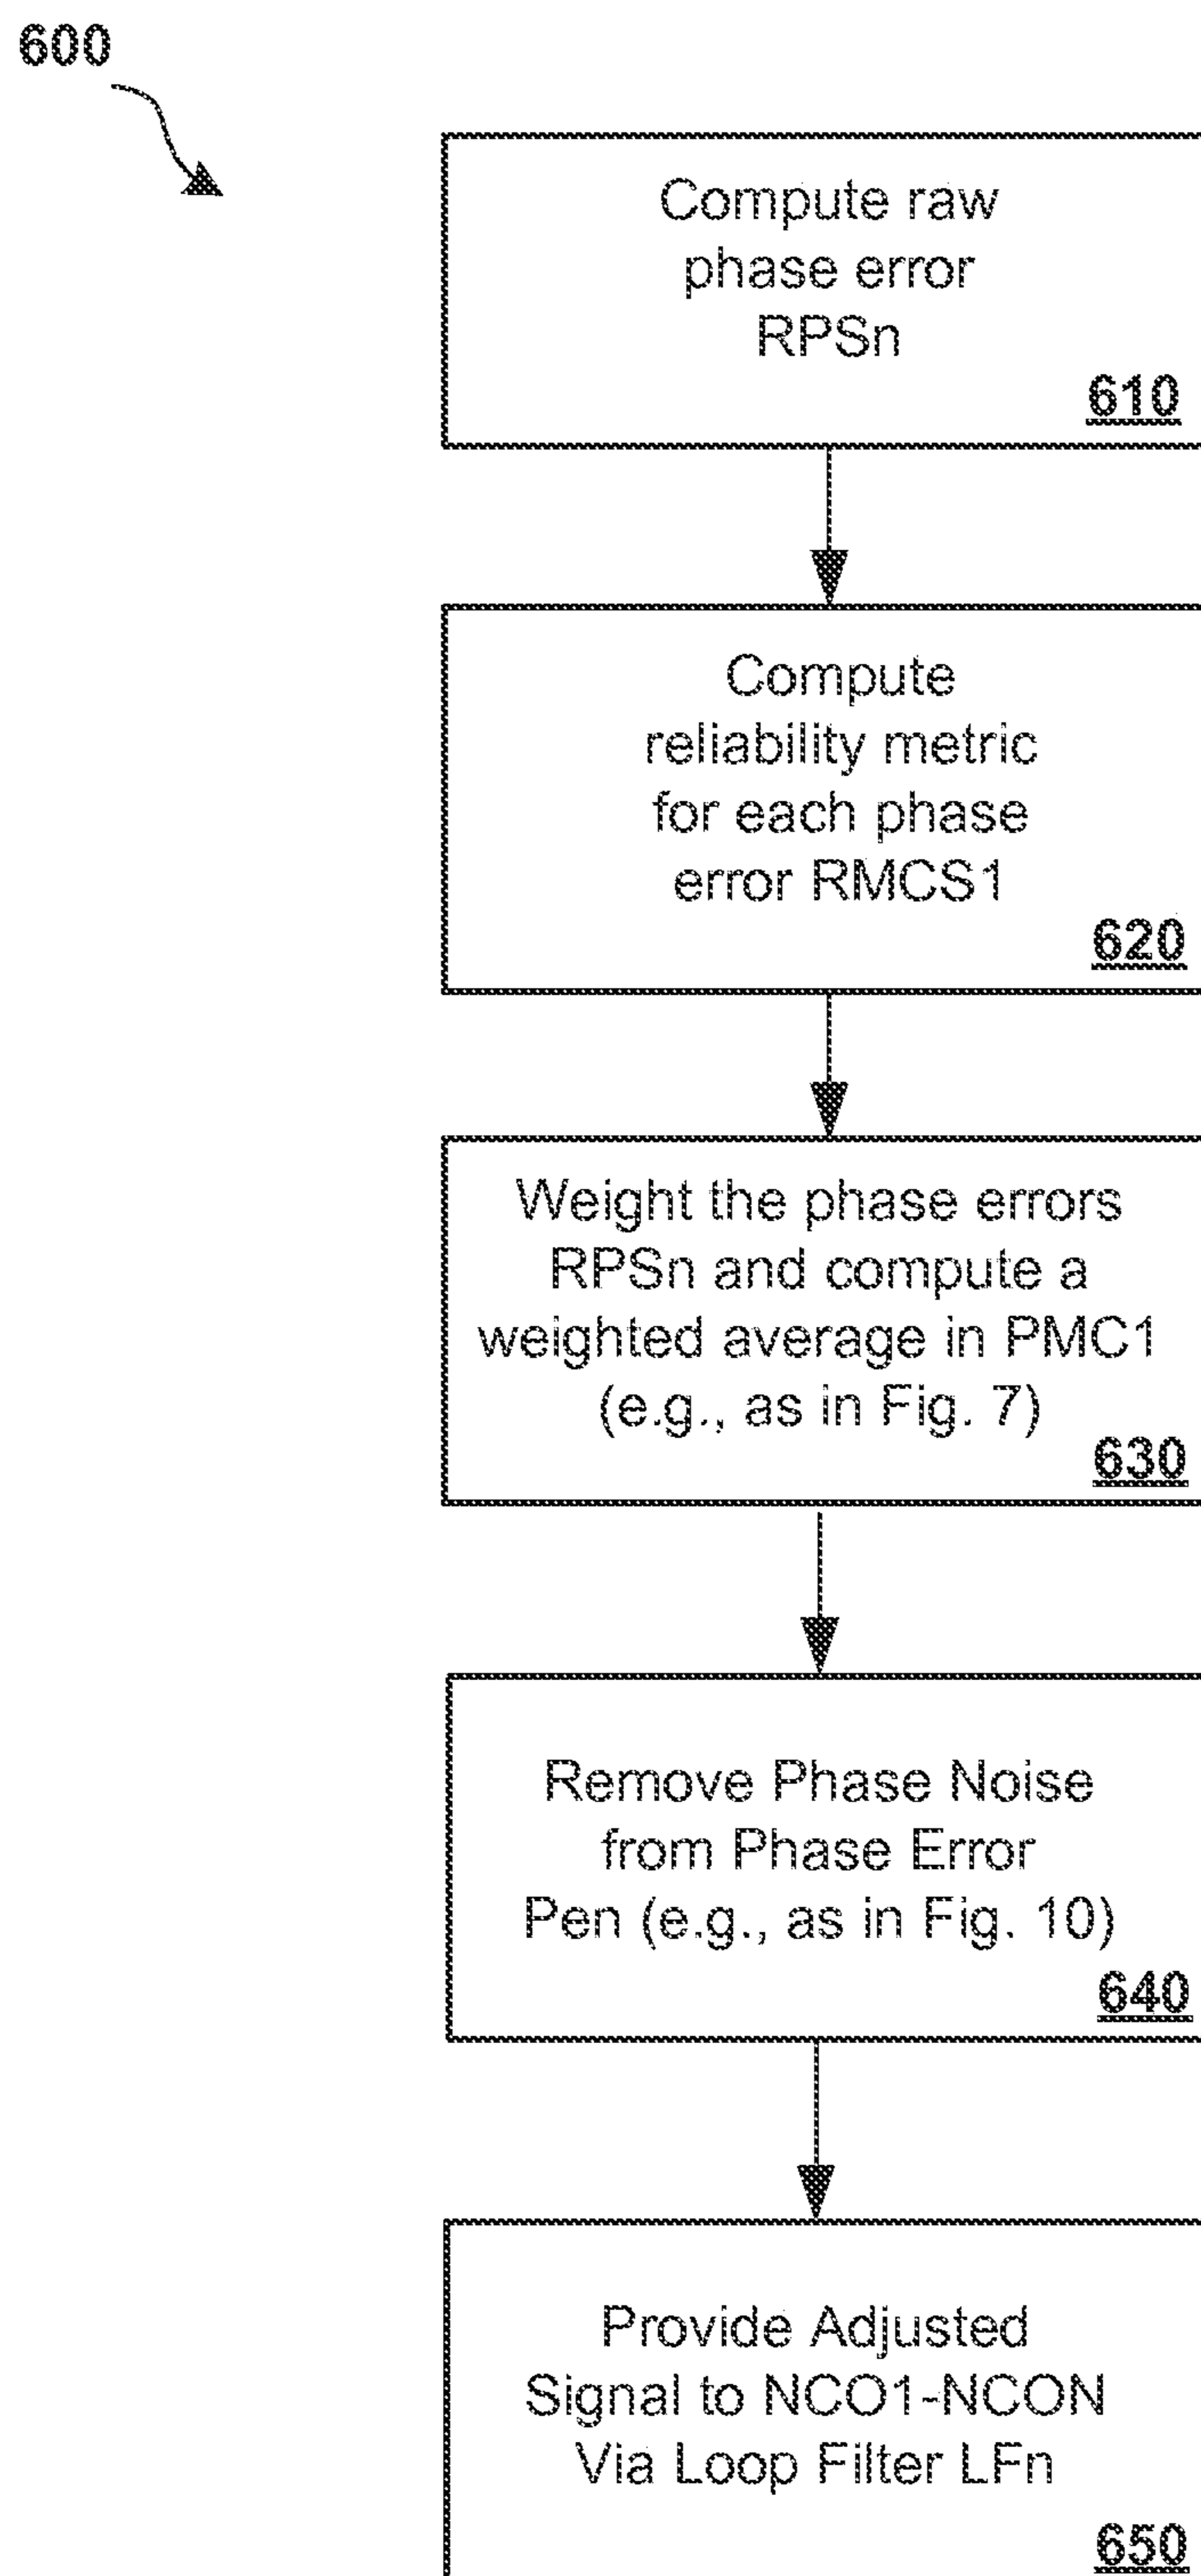 600
Compute raw
phase error
RPSn
610
Compute
reliability metric
for each phase
error RMCS1
620
Weight the phase errors
RPSn and compute a
weighted average in PMC1
(e.g., as in Fig. 7)
630
Remove Phase Noise
from Phase Error
Pen (e.g., as in Fig. 10)
640
Provide Adjusted
Signal to NCO1-NCON
Via Loop Filter LFn
650